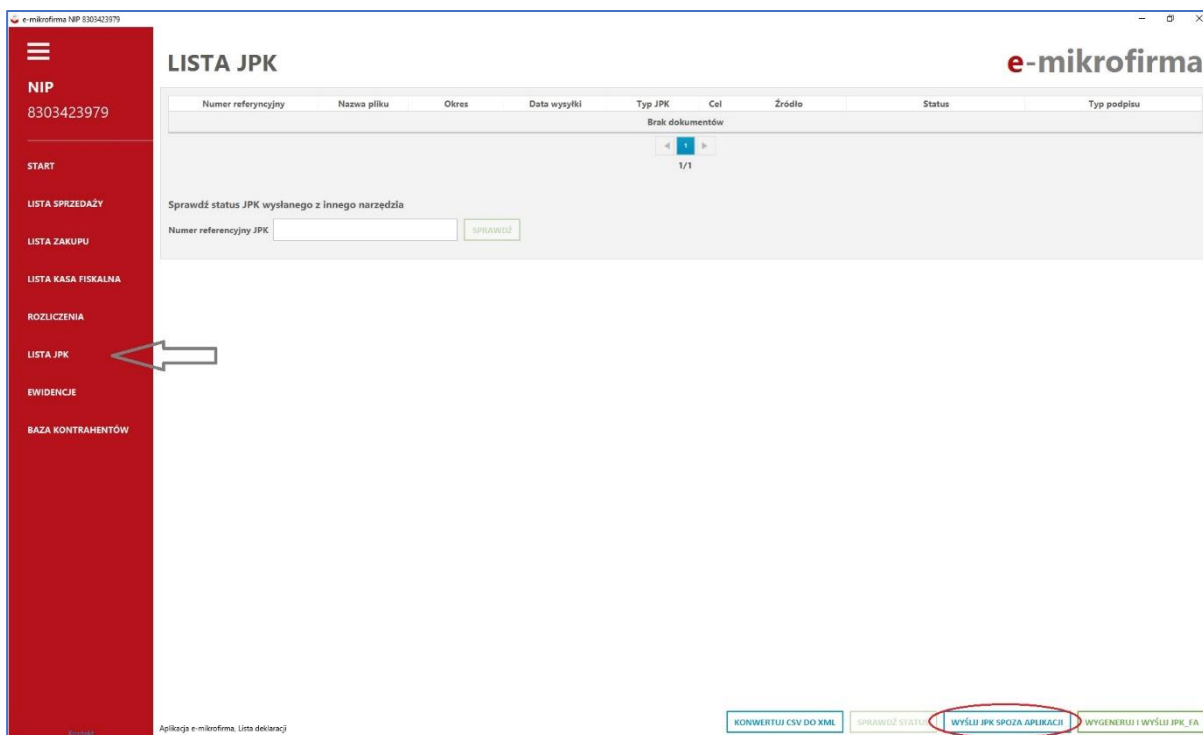 e-mikrofirma NIP 8303423979
NIP
8303423979
START
LISTA SPRZEDAŻY
LISTA ZAKUPU
LISTA KASA FISKALNA
ROZLICZENIA
LISTA JPK
EWIDENCJE
BAZA KONTRAHENTÓW
Kontakt
LISTA JPK
e-mikrofirma
Numer referyncyjny Nazwa pliku Okres Data wysyłki Typ JPK Cel Źródło Status Typ podpisu
Brak dokumentów
1
1/1
Sprawdź status JPK wysłanego z innego narzędzia
Numer referencyjny JPK SPRAWDŹ
Aplikacja e-mikrofirma, Lista deklaracji
KONWERTUJ CSV DO XML SPRAWDŹ STATUS WYŚLIJ JPK SPOZA APLIKACJI WYGENERUJ I WYŚLIJ JPK_FA